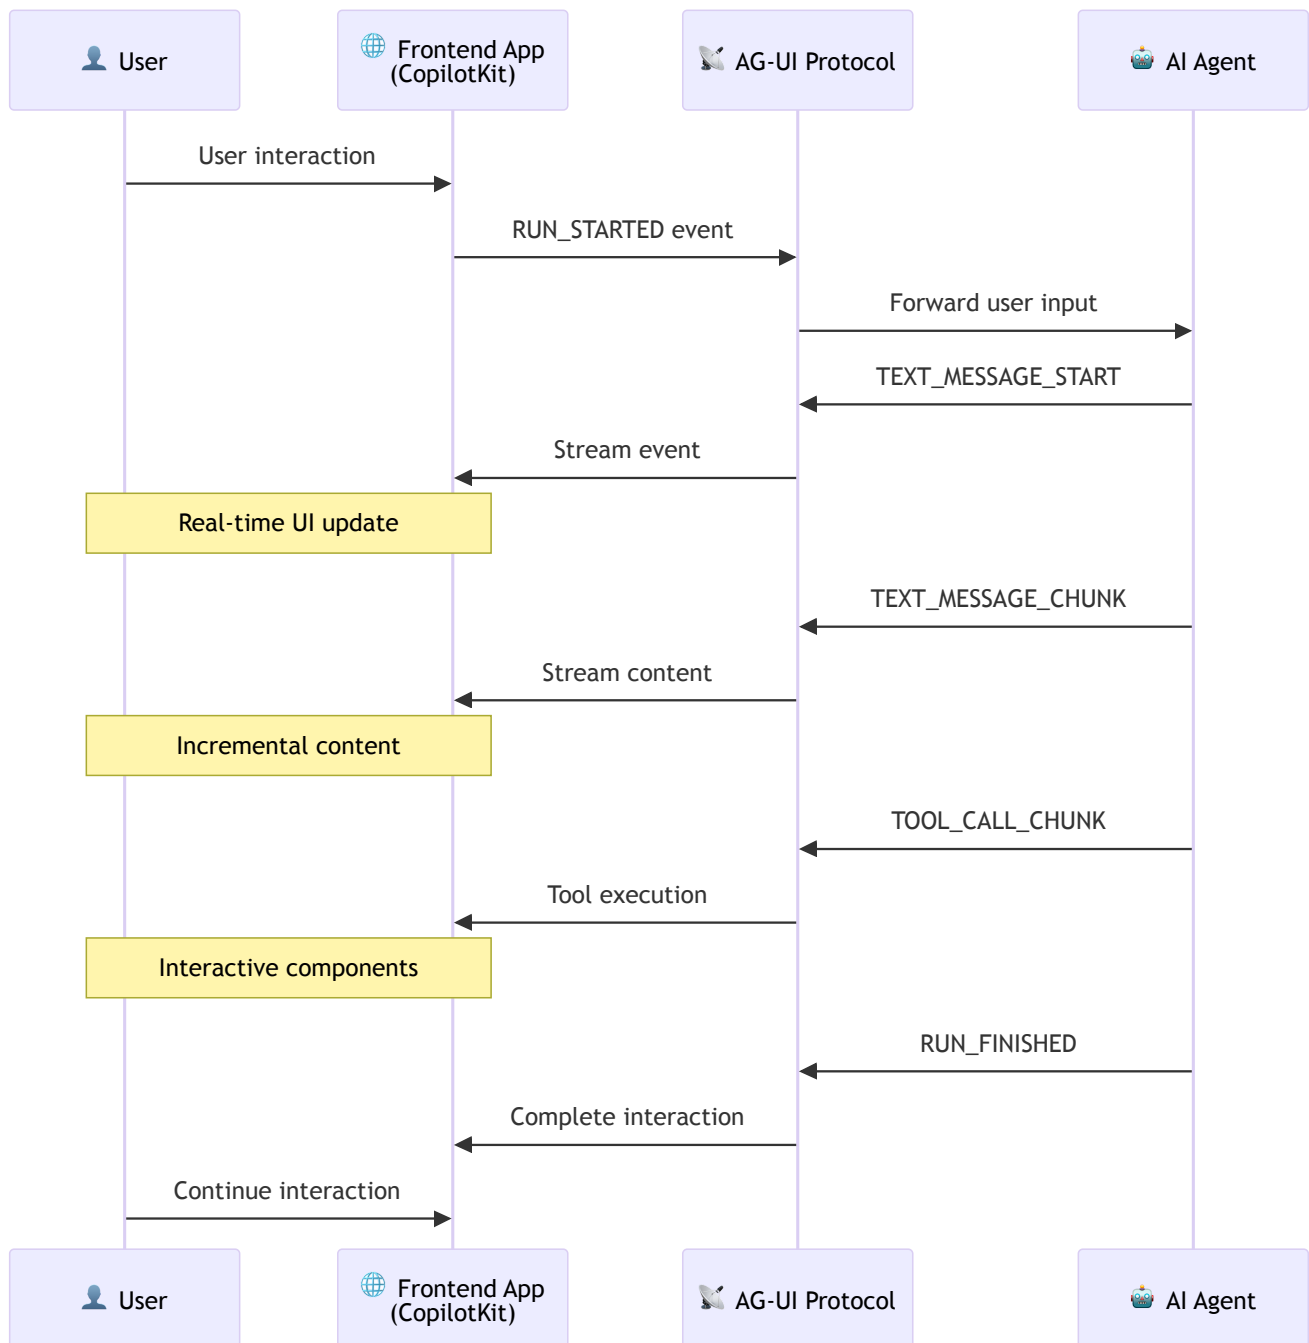 User
Frontend App
(CopilotKit)
AG-UI Protocol
AI Agent
User interaction
RUN_STARTED event
Forward user input
TEXT_MESSAGE_START
Stream event
Real-time UI update
TEXT_MESSAGE_CHUNK
Stream content
Incremental content
TOOL_CALL_CHUNK
Tool execution
Interactive components
RUN_FINISHED
Complete interaction
Continue interaction
User
Frontend App
(CopilotKit)
AG-UI Protocol
AI Agent